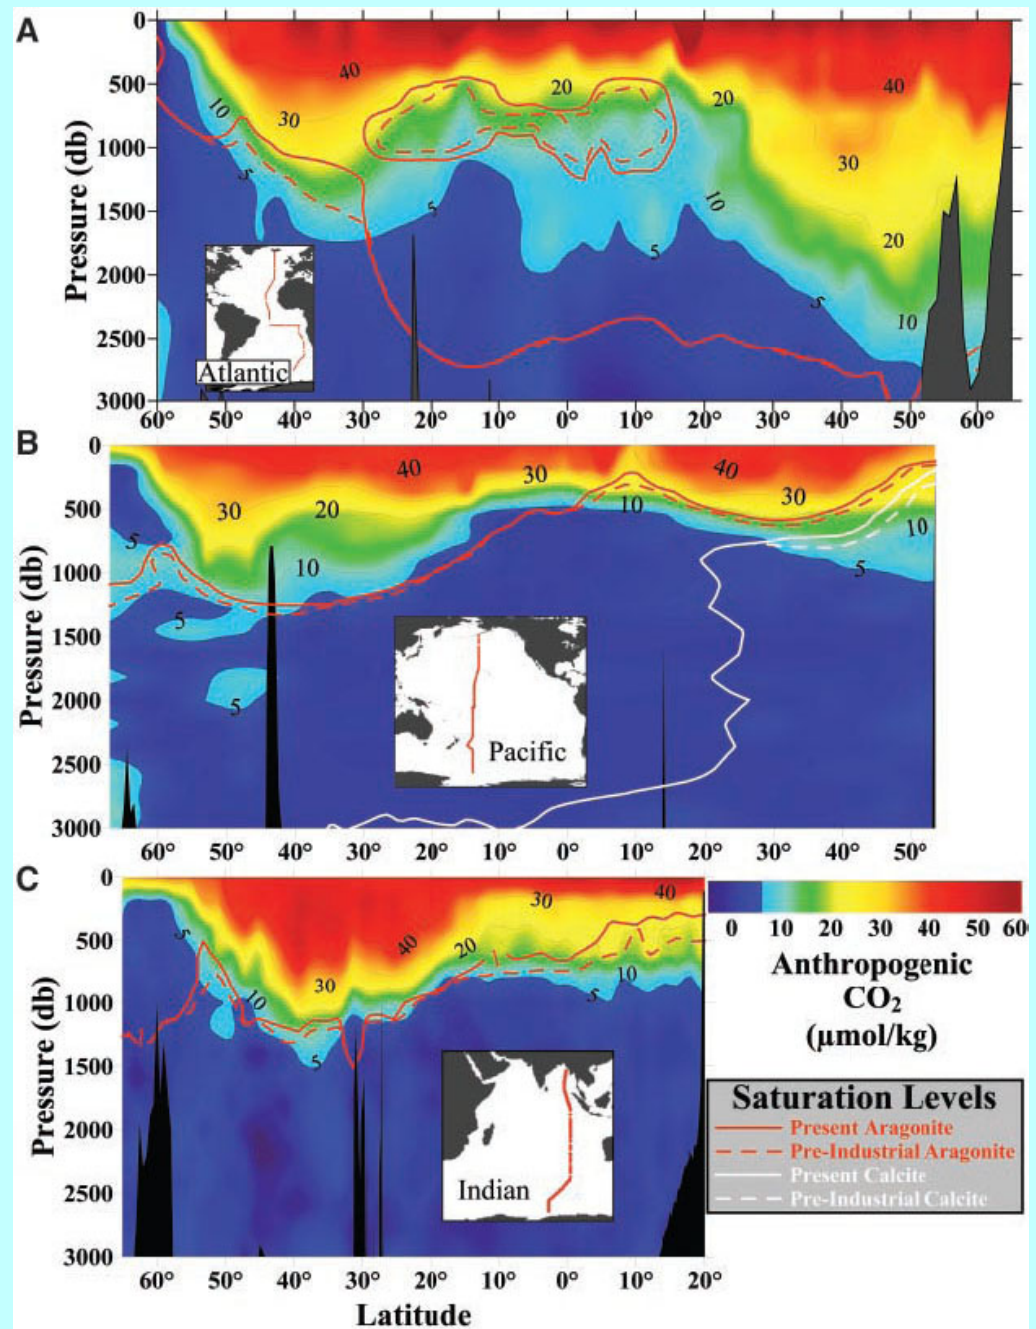 A
0
500
1000
1500
2000
2500
3000
Pressure (db)
40
30
10
5
20
5
5
20
10
40
30
20
5
10
Atlantic
60° 50° 40° 30° 20° 10° 0° 10° 20° 30° 40° 50° 60°
B
0
500
1000
1500
2000
2500
3000
Pressure (db)
40
30
40
30
20
30
10
10
5
10
5
5
5
Pacific
60° 50° 40° 30° 20° 10° 0° 10° 20° 30° 40° 50°
C
0
500
1000
1500
2000
2500
3000
Pressure (db)
5
10
30
40
20
30
40
10
5
5
Indian
60° 50° 40° 30° 20° 10° 0° 10° 20°
Latitude
0 10 20 30 40 50 60
Anthropogenic
CO₂
(μmol/kg)
Saturation Levels
Present Aragonite
Pre-Industrial Aragonite
Present Calcite
Pre-Industrial Calcite